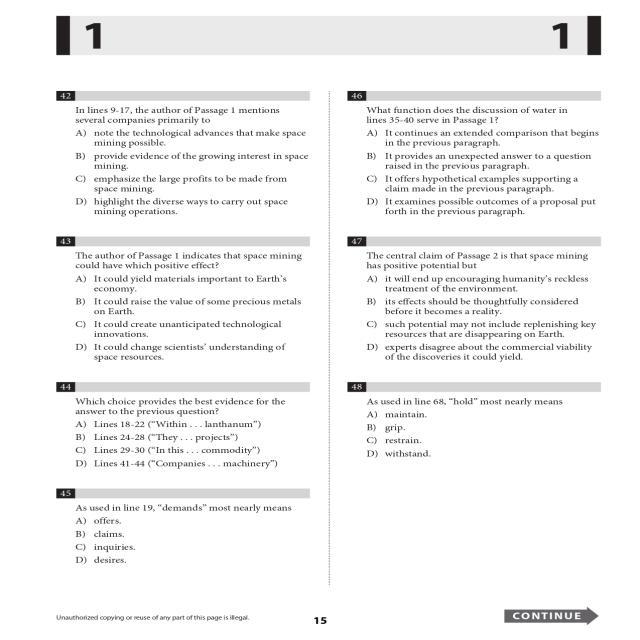 1 1
42
In lines 9-17, the author of Passage 1 mentions
several companies primarily to
A) note the technological advances that make space
mining possible.
B) provide evidence of the growing interest in space
mining.
C) emphasize the large profits to be made from
space mining.
D) highlight the diverse ways to carry out space
mining operations.
43
The author of Passage 1 indicates that space mining
could have which positive effect?
A) It could yield materials important to Earth’s
economy.
B) It could raise the value of some precious metals
on Earth.
C) It could create unanticipated technological
innovations.
D) It could change scientists’ understanding of
space resources.
44
Which choice provides the best evidence for the
answer to the previous question?
A) Lines 18-22 (“Within . . . lanthanum”)
B) Lines 24-28 (“They . . . projects”)
C) Lines 29-30 (“In this . . . commodity”)
D) Lines 41-44 (“Companies . . . machinery”)
45
As used in line 19, “demands” most nearly means
A) offers.
B) claims.
C) inquiries.
D) desires.
46
What function does the discussion of water in
lines 35-40 serve in Passage 1?
A) It continues an extended comparison that begins
in the previous paragraph.
B) It provides an unexpected answer to a question
raised in the previous paragraph.
C) It offers hypothetical examples supporting a
claim made in the previous paragraph.
D) It examines possible outcomes of a proposal put
forth in the previous paragraph.
47
The central claim of Passage 2 is that space mining
has positive potential but
A) it will end up encouraging humanity’s reckless
treatment of the environment.
B) its effects should be thoughtfully considered
before it becomes a reality.
C) such potential may not include replenishing key
resources that are disappearing on Earth.
D) experts disagree about the commercial viability
of the discoveries it could yield.
48
As used in line 68, “hold” most nearly means
A) maintain.
B) grip.
C) restrain.
D) withstand.
Unauthorized copying or reuse of any part of this page is illegal.
15
CONTINUE